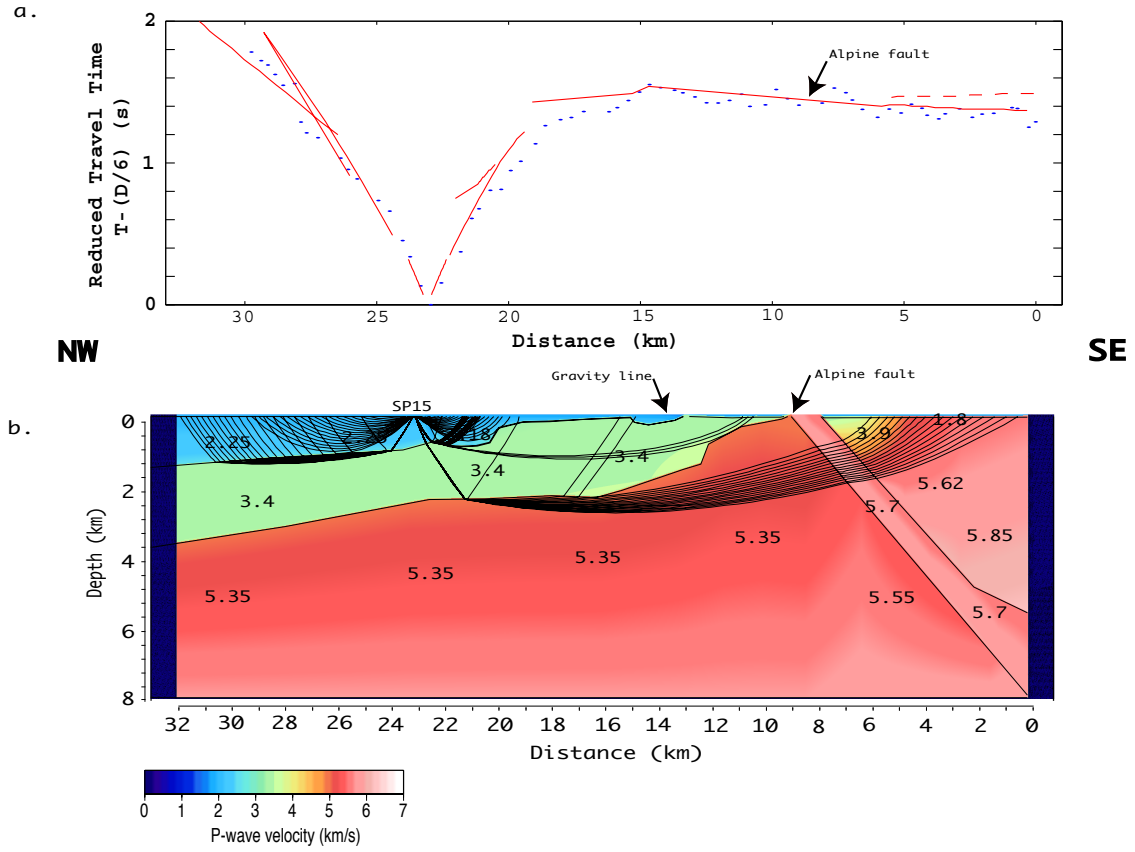 a.
Reduced Travel Time
T-(D/6) (s)
2
1
0
Alpine fault
30 25 20 15 10 5 0
Distance (km)
NW
SE
Gravity line
Alpine fault
b.
SP15
Depth (km)
0
2
4
6
8
2.25
3.9
1.8
3.4
3.4
3.4
5.62
5.7
5.85
5.35
5.35
5.35
5.35
5.55
5.7
32 30 28 26 24 22 20 18 16 14 12 10 8 6 4 2 0
Distance (km)
0 1 2 3 4 5 6 7
P-wave velocity (km/s)